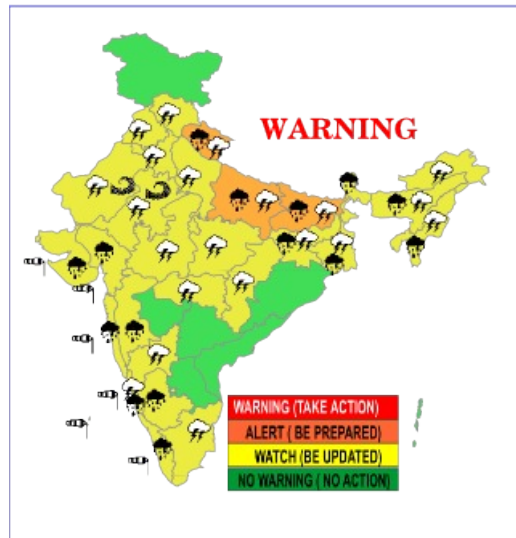 WARNING
WARNING (TAKE ACTION)
ALERT ( BE PREPARED)
WATCH (BE UPDATED)
NO WARNING ( NO ACTION)